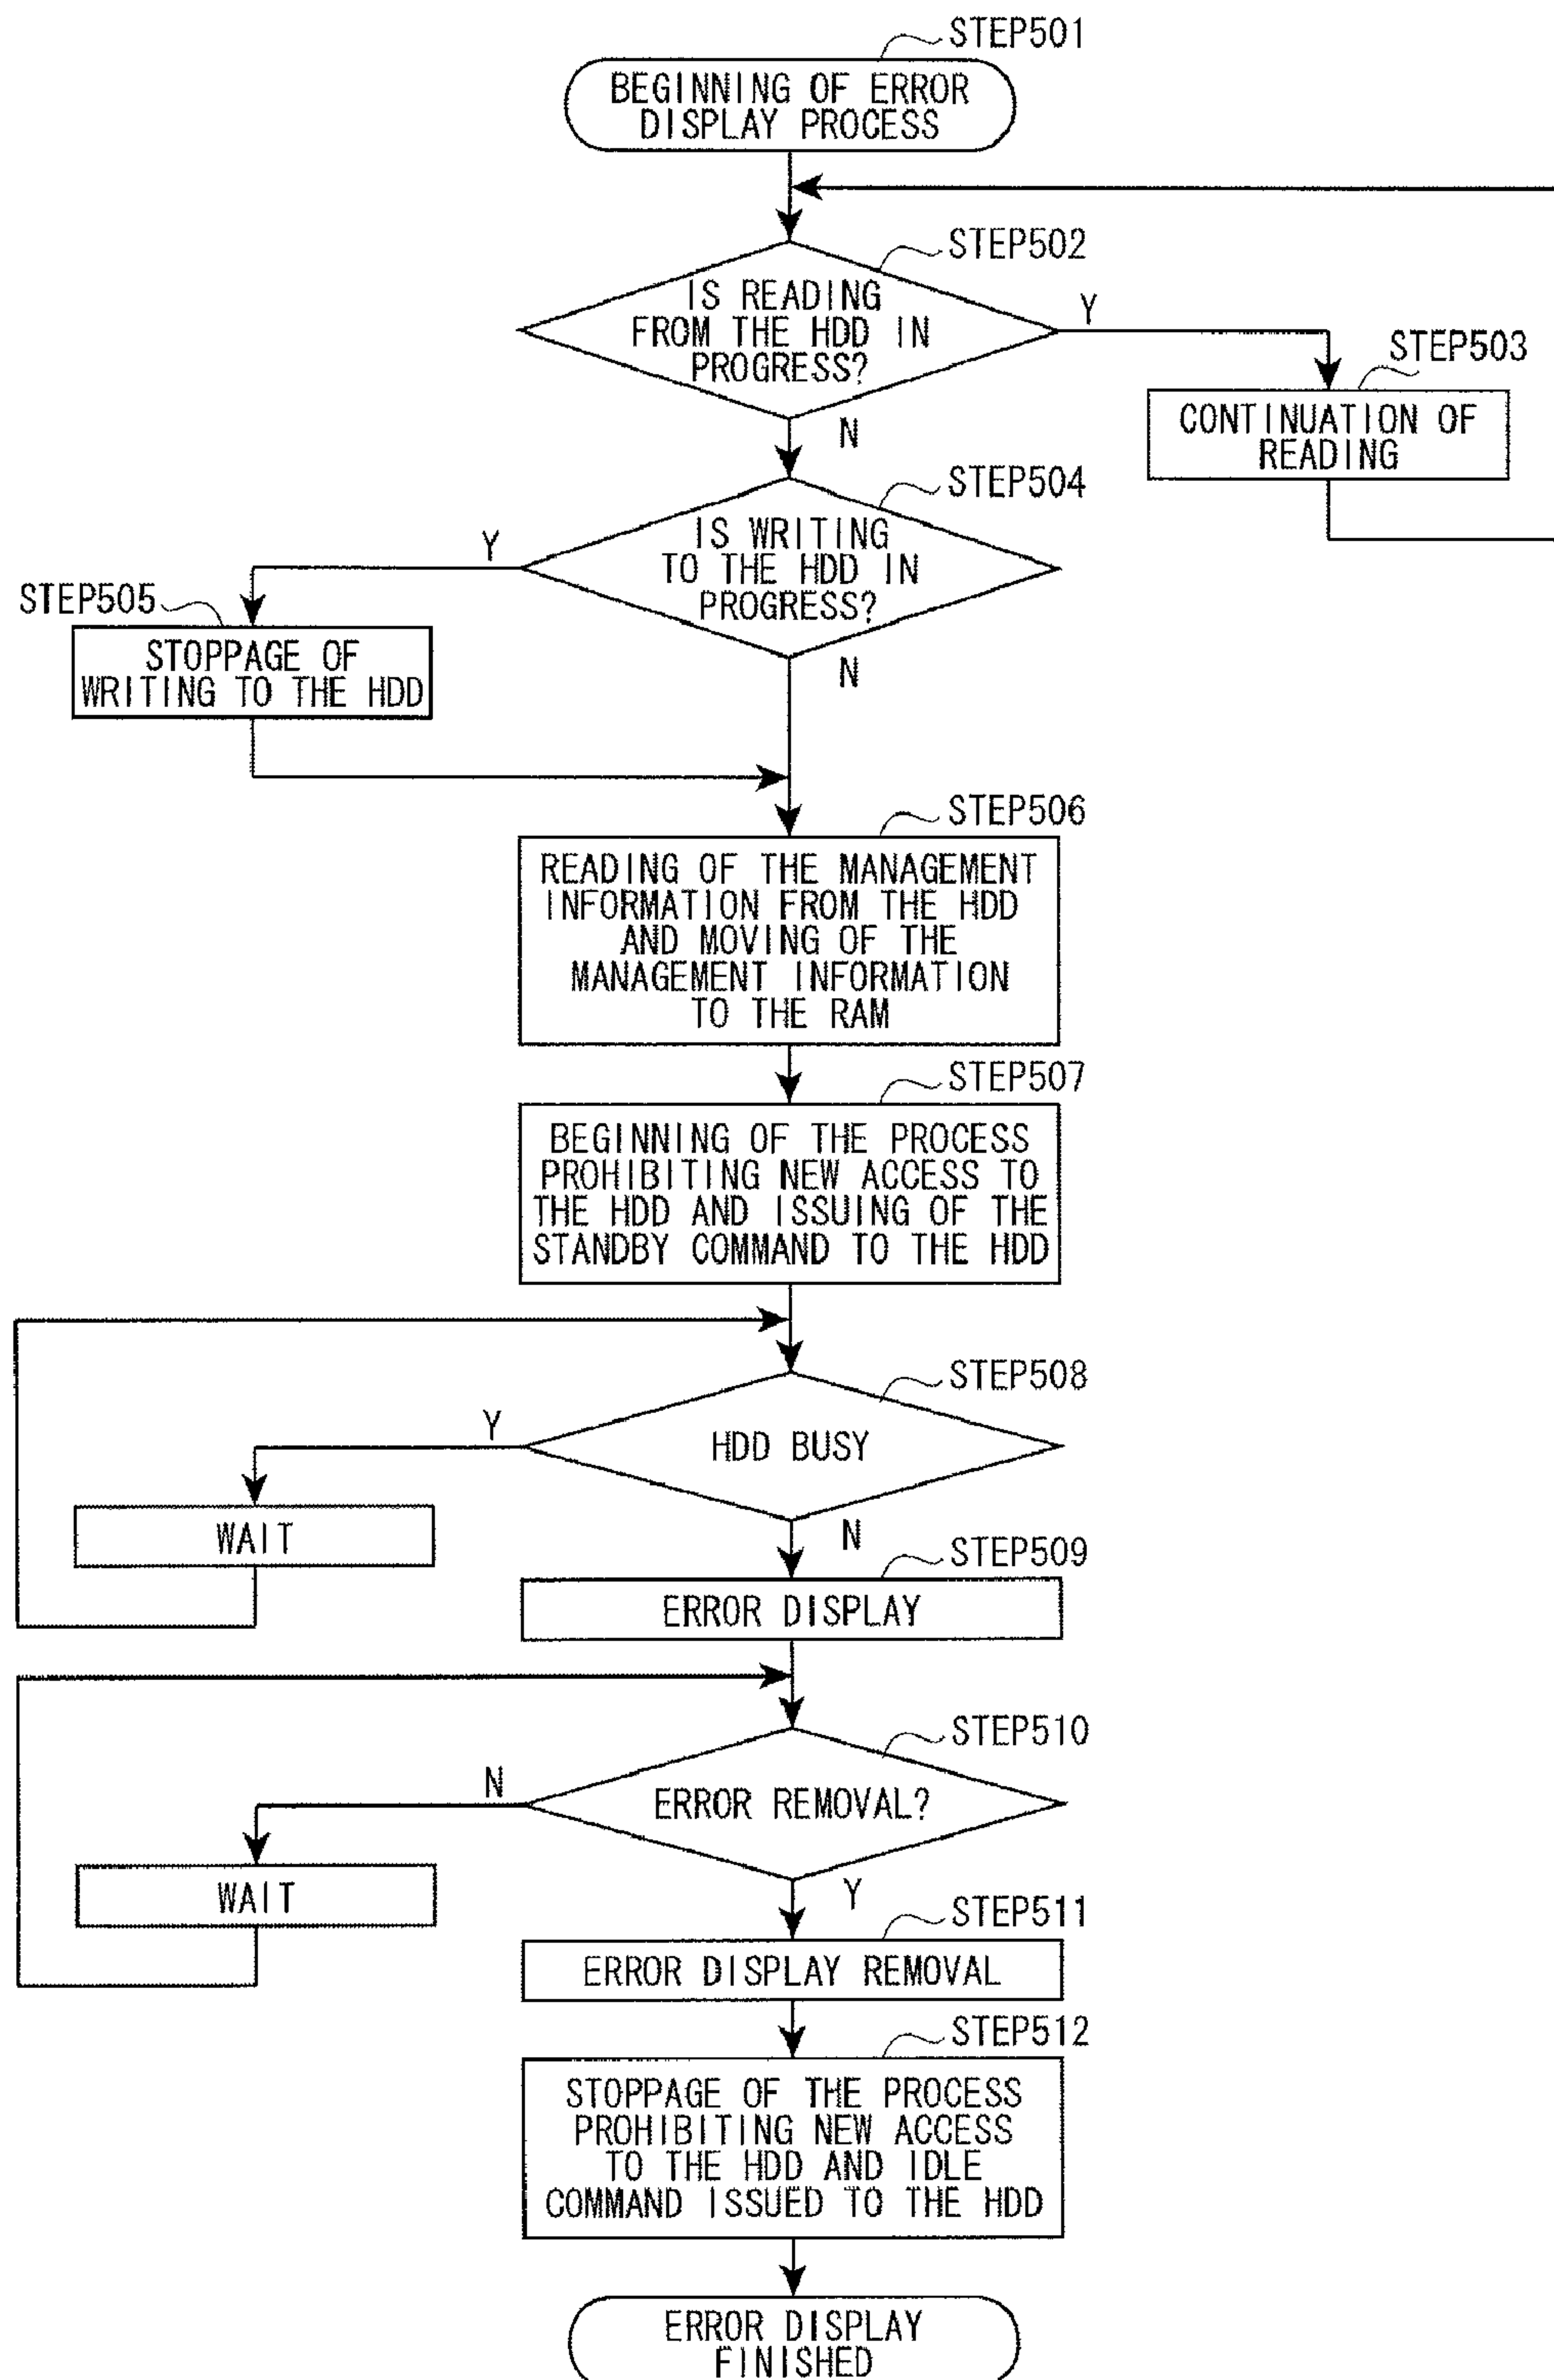 STEP501
BEGINNING OF ERROR
DISPLAY PROCESS
STEP502
IS READING
FROM THE HDD IN
PROGRESS?
Y
N
STEP503
CONTINUATION OF
READING
STEP504
IS WRITING
TO THE HDD IN
PROGRESS?
Y
N
STEP505
STOPPAGE OF
WRITING TO THE HDD
STEP506
READING OF THE MANAGEMENT
INFORMATION FROM THE HDD
AND MOVING OF THE
MANAGEMENT INFORMATION
TO THE RAM
STEP507
BEGINNING OF THE PROCESS
PROHIBITING NEW ACCESS TO
THE HDD AND ISSUING OF THE
STANDBY COMMAND TO THE HDD
STEP508
HDD BUSY
Y
N
WAIT
STEP509
ERROR DISPLAY
STEP510
ERROR REMOVAL?
N
Y
WAIT
STEP511
ERROR DISPLAY REMOVAL
STEP512
STOPPAGE OF THE PROCESS
PROHIBITING NEW ACCESS
TO THE HDD AND IDLE
COMMAND ISSUED TO THE HDD
ERROR DISPLAY
FINISHED